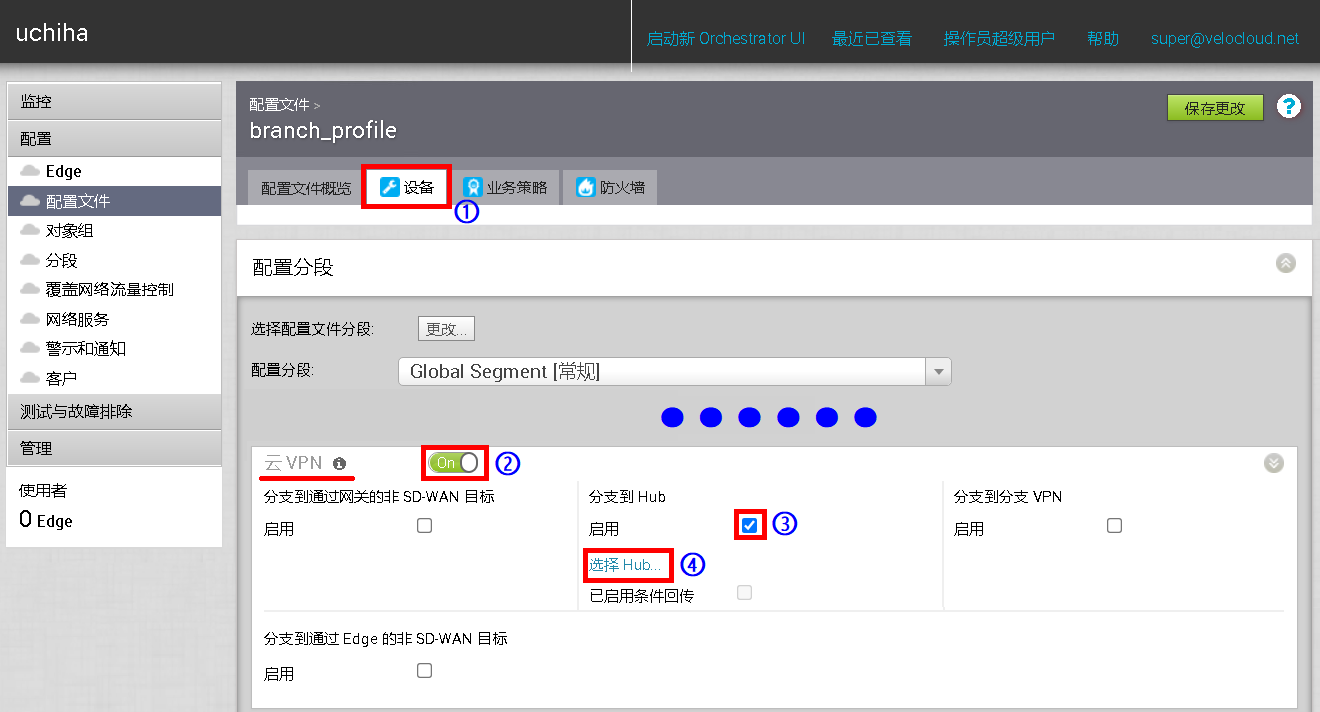 uchiha
启动新 Orchestrator UI
最近已查看
操作员超级用户
帮助
super@velocloud.net
监控
配置
Edge
配置文件
对象组
分段
覆盖网络流量控制
网络服务
警示和通知
客户
测试与故障排除
管理
使用者
0 Edge
配置文件 >
branch_profile
保存更改
?
配置文件概览
设备
业务策略
防火墙
①
配置分段
选择配置文件分段:
更改...
配置分段:
Global Segment [常规]
云 VPN
On
②
分支到通过网关的非 SD-WAN 目标
启用
分支到 Hub
启用
③
选择 Hub...
④
已启用条件回传
分支到分支 VPN
启用
分支到通过 Edge 的非 SD-WAN 目标
启用